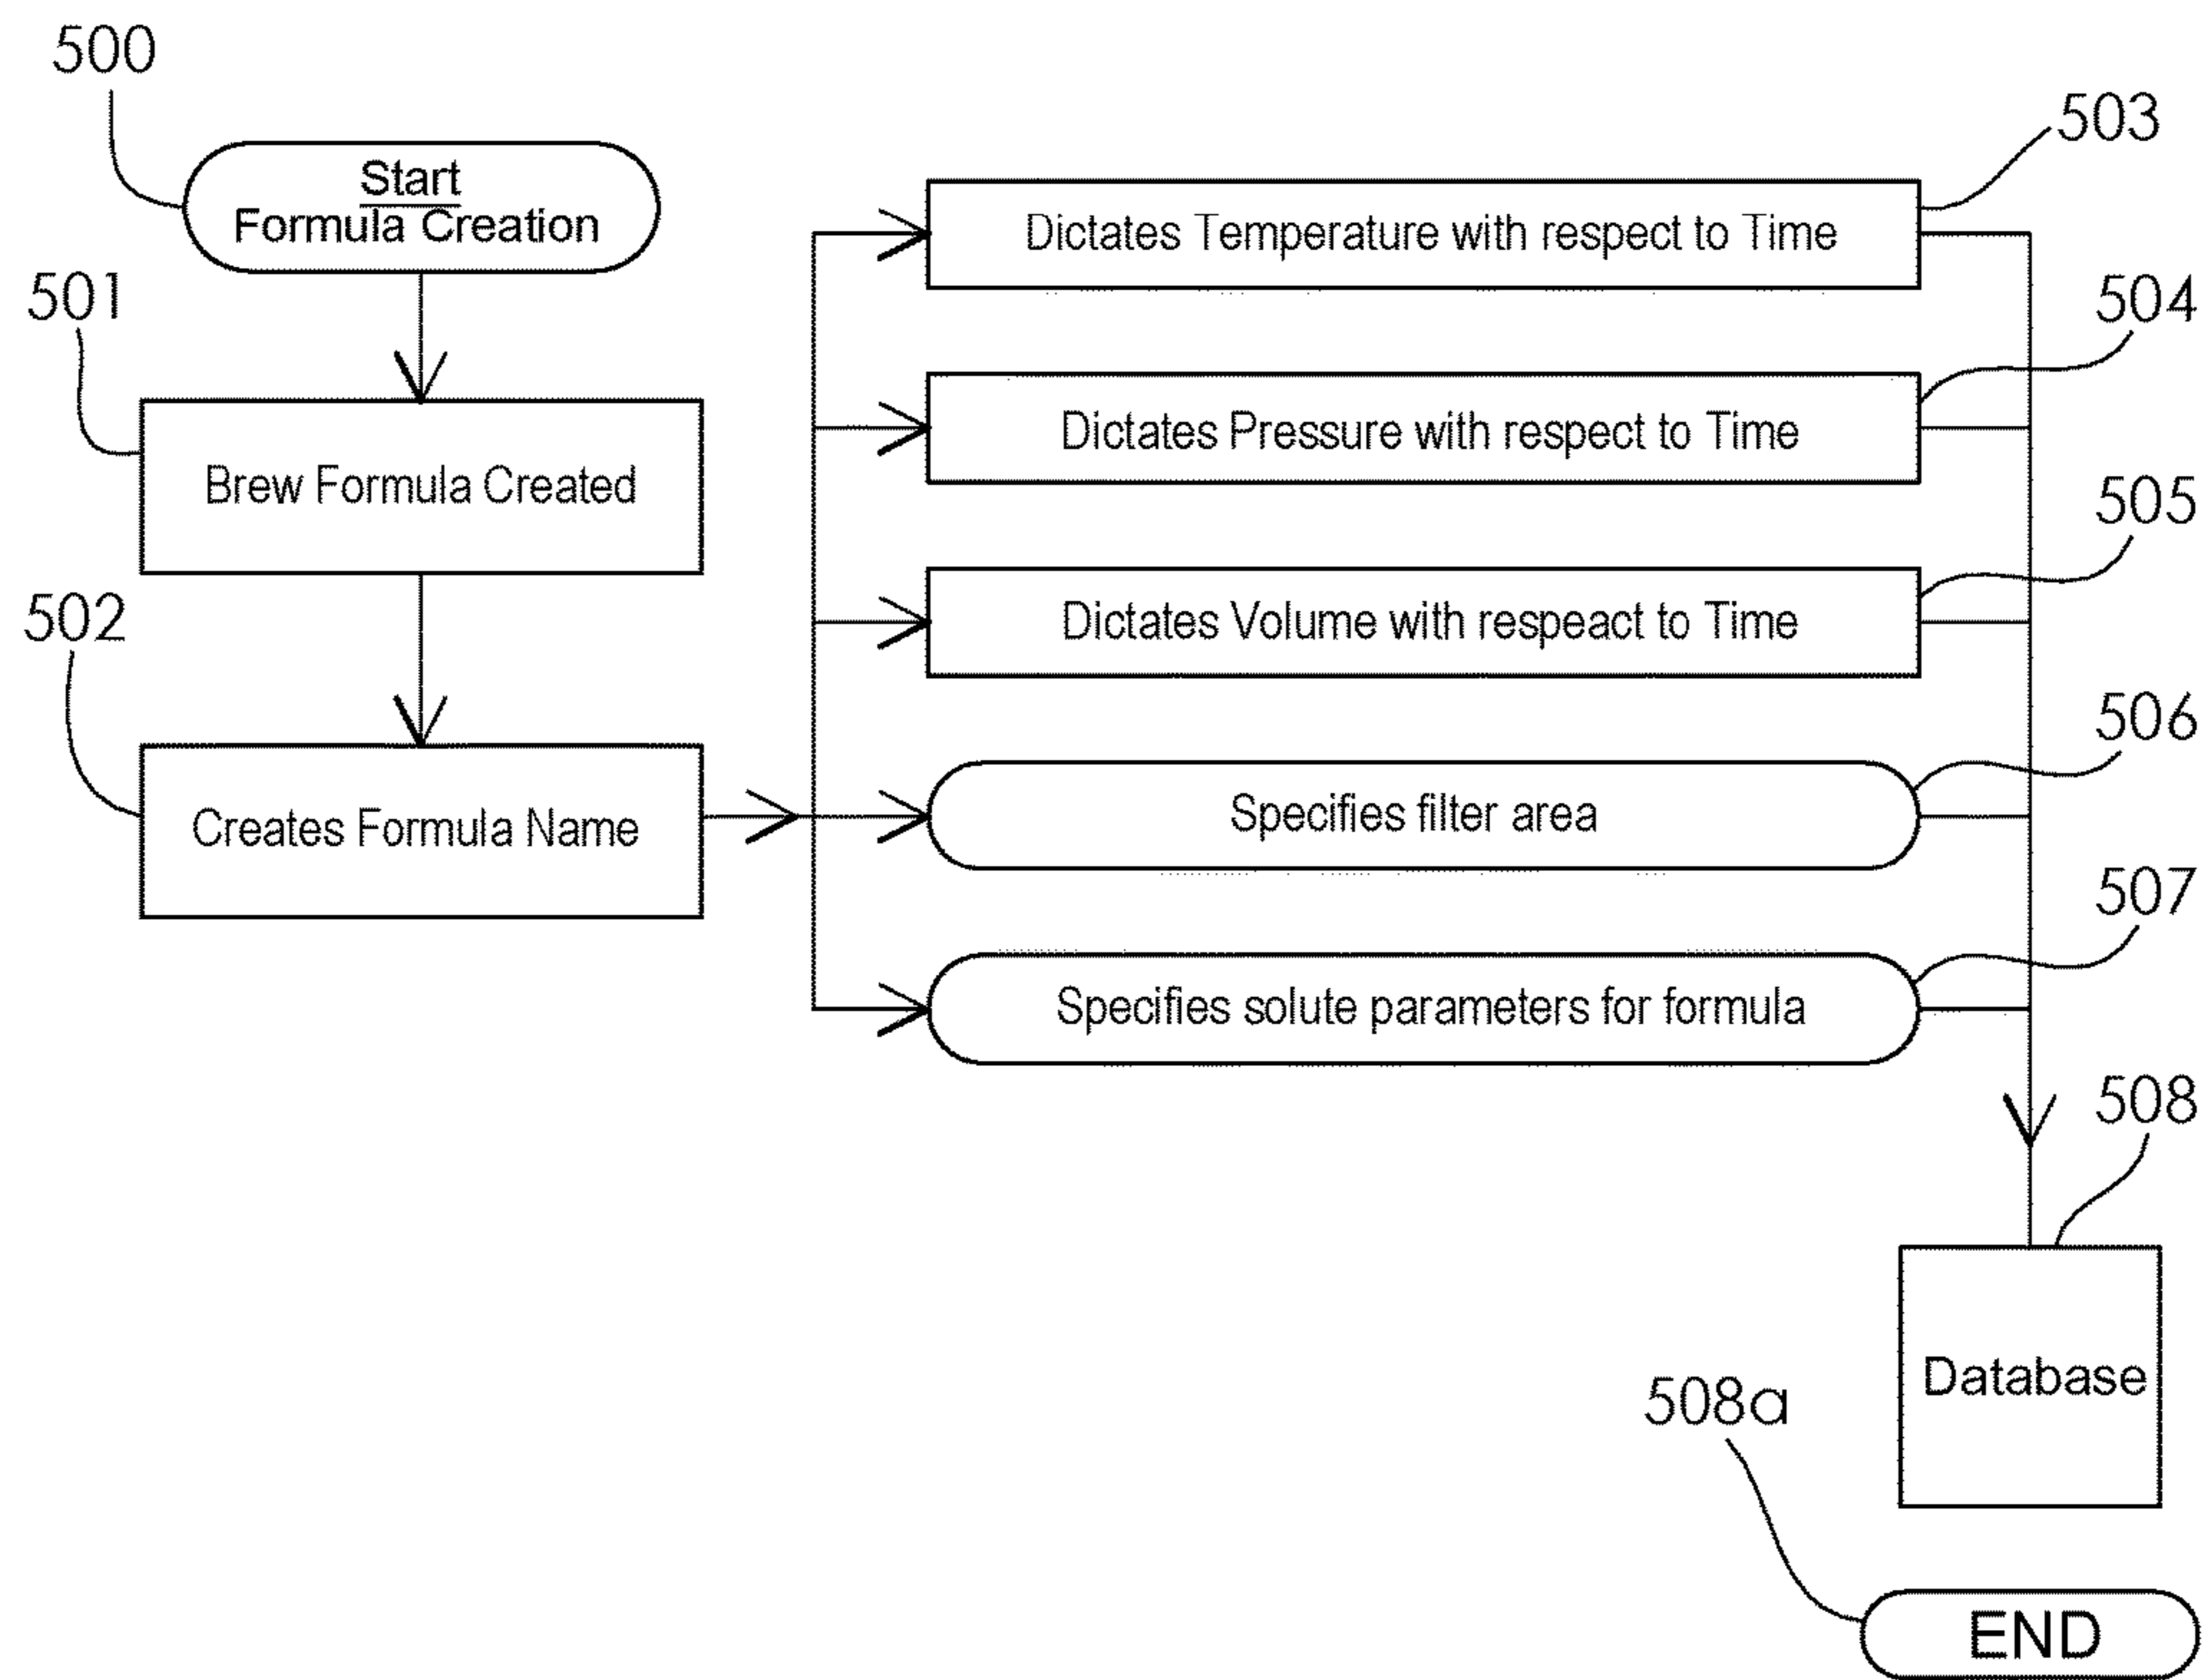 500
Start
Formula Creation
501
Brew Formula Created
502
Creates Formula Name
503
Dictates Temperature with respect to Time
504
Dictates Pressure with respect to Time
505
Dictates Volume with respeact to Time
506
Specifies filter area
507
Specifies solute parameters for formula
508
Database
508a
END